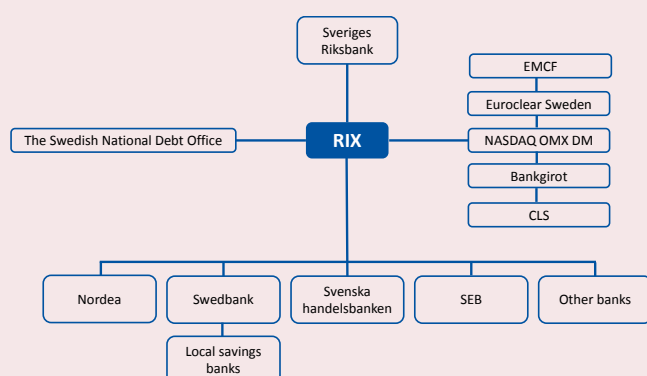 Sveriges
Riksbank
EMCF
Euroclear Sweden
The Swedish National Debt Office
RIX
NASDAQ OMX DM
Bankgirot
CLS
Nordea
Swedbank
Svenska
handelsbanken
SEB
Other banks
Local savings
banks